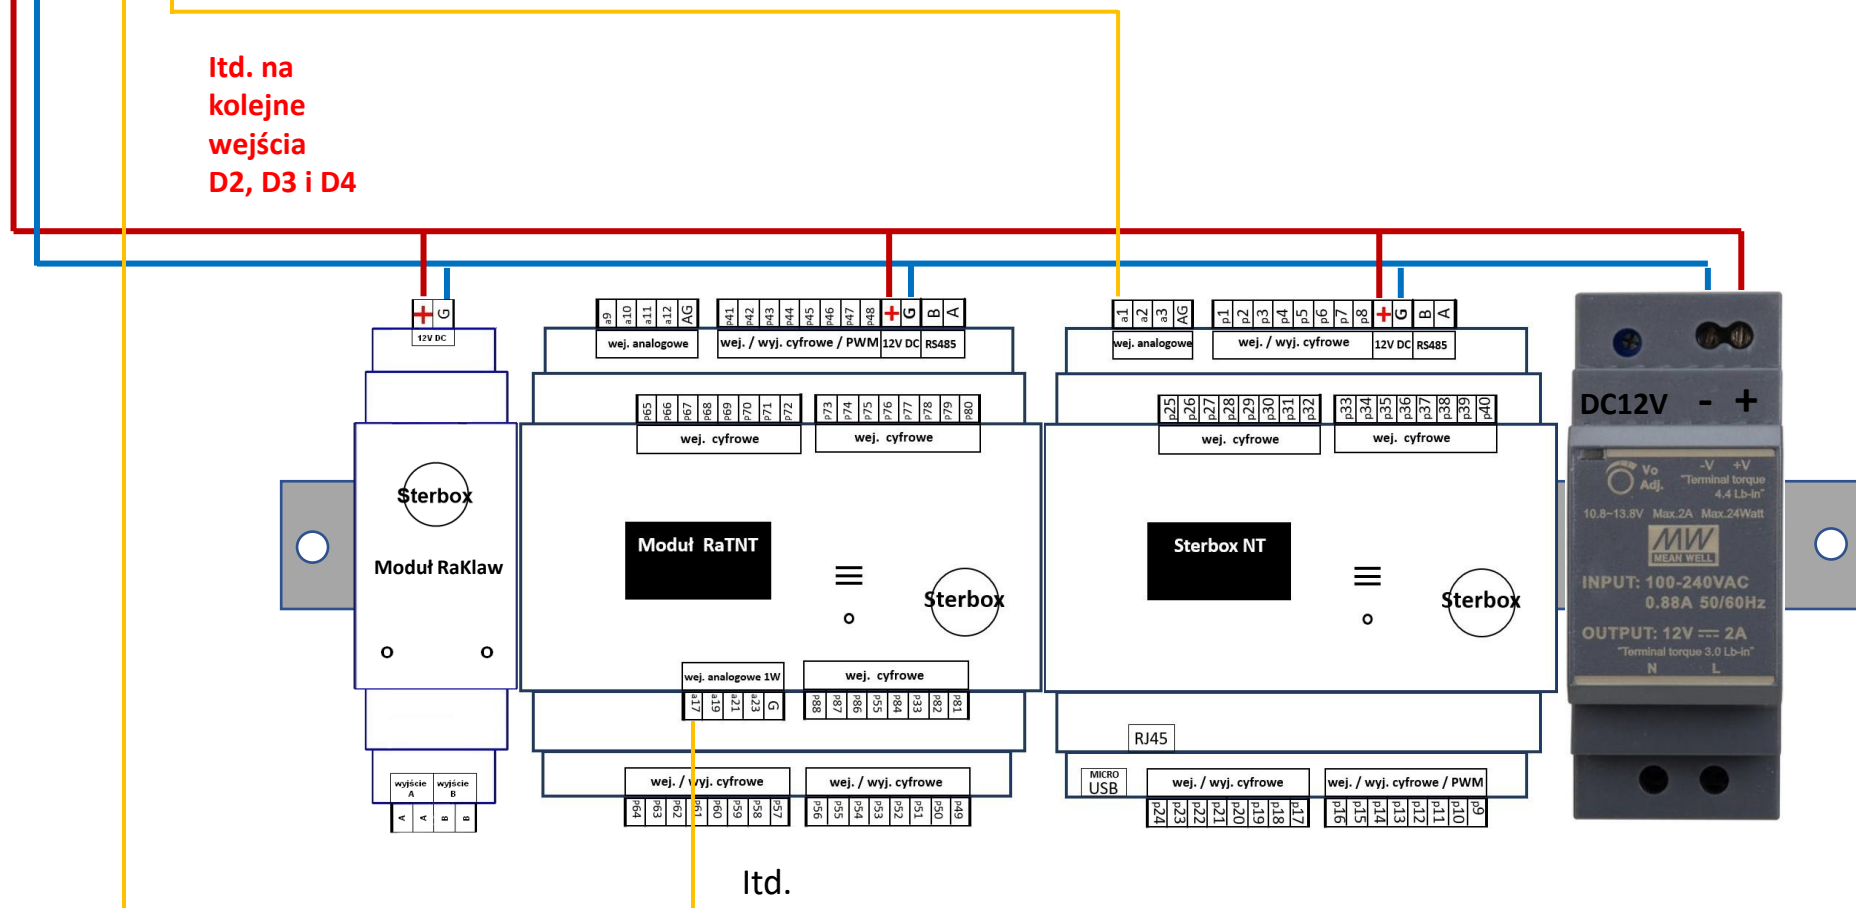 Itd. na
kolejne
wejścia
D2, D3 i D4
+ G
12V DC
a9 a10 a11 a12 AG
wej. analogowe
p41 p42 p43 p44 p45 p46 p47 p48 + G B A
wej. / wyj. cyfrowe / PWM 12V DC RS485
a1 a2 a3 AG
wej. analogowe
p1 p2 p3 p4 p5 p6 p7 p8 + G B A
wej. / wyj. cyfrowe 12V DC RS485
p65 p66 p67 p68 p69 p70 p71 p72
wej. cyfrowe
p73 p74 p75 p76 p77 p78 p79 p80
wej. cyfrowe
p25 p26 p27 p28 p29 p30 p31 p32
wej. cyfrowe
p33 p34 p35 p36 p37 p38 p39 p40
wej. cyfrowe
DC12V - +
Sterbox
Moduł RaKlaw
Moduł RaTNT
Sterbox
Sterbox NT
Sterbox
Vo
Adj.
-V +V
"Terminal torque
4.4 Lb-in"
10.8~13.8V Max.2A Max.24Watt
MW
MEAN WELL
INPUT: 100-240VAC
0.88A 50/60Hz
OUTPUT: 12V 2A
"Terminal torque 3.0 Lb-in"
N L
wej. analogowe 1W
a17 a19 a21 a23 G
wej. cyfrowe
p88 p87 p86 p55 p84 p33 p82 p81
RJ45
MICRO
USB
wyjście
A
wyjście
B
A A B B
wej. / wyj. cyfrowe
p64 p63 p62 p61 p60 p59 p58 p57
wej. / wyj. cyfrowe
p56 p55 p54 p53 p52 p51 p50 p49
wej. / wyj. cyfrowe
p24 p23 p22 p21 p20 p19 p18 p17
wej. / wyj. cyfrowe / PWM
p16 p15 p14 p13 p12 p11 p10 p9
Itd.